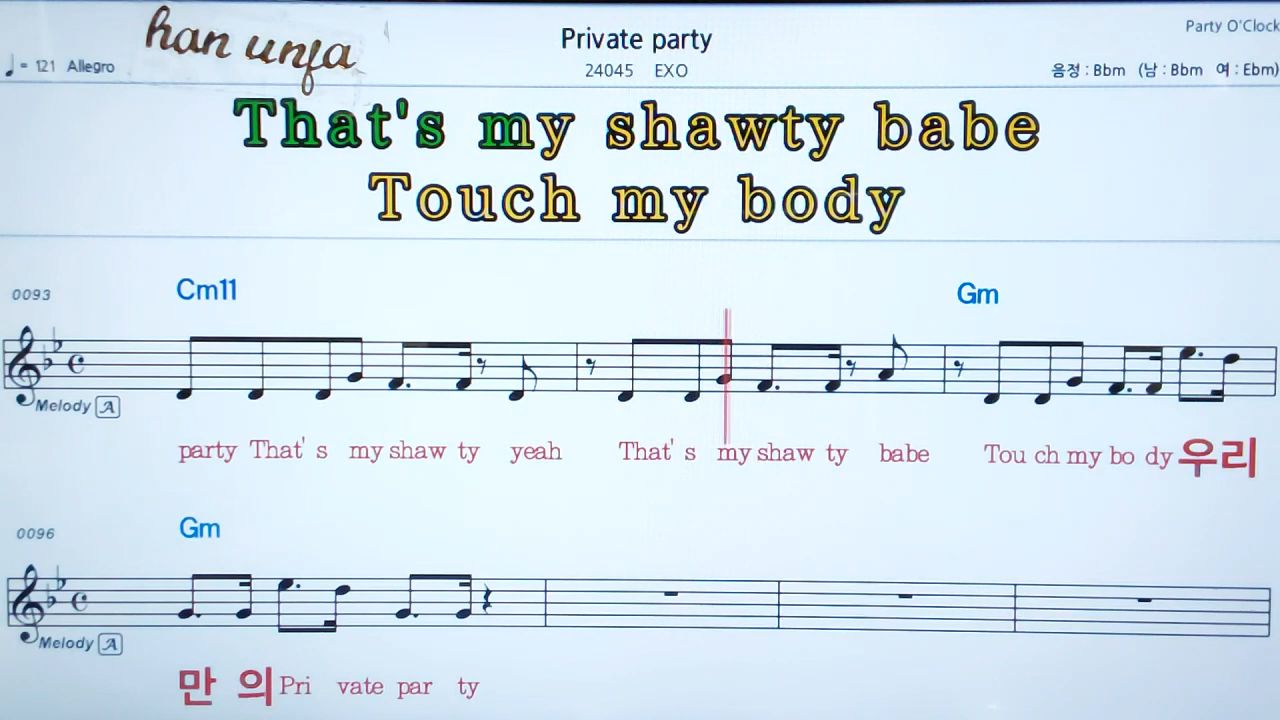 han unfa
Private party
Party O'Clock
♩= 121 Allegro
24045 EXO
음정 : Bbm (남 : Bbm 여 : Ebm)
That's my shawty babe
Touch my body
0093
Cm11
Gm
Melody A
party That's my shaw ty yeah That's my shaw ty babe Tou ch my bo dy 우리
0096
Gm
Melody A
만 의 Pri vate par ty